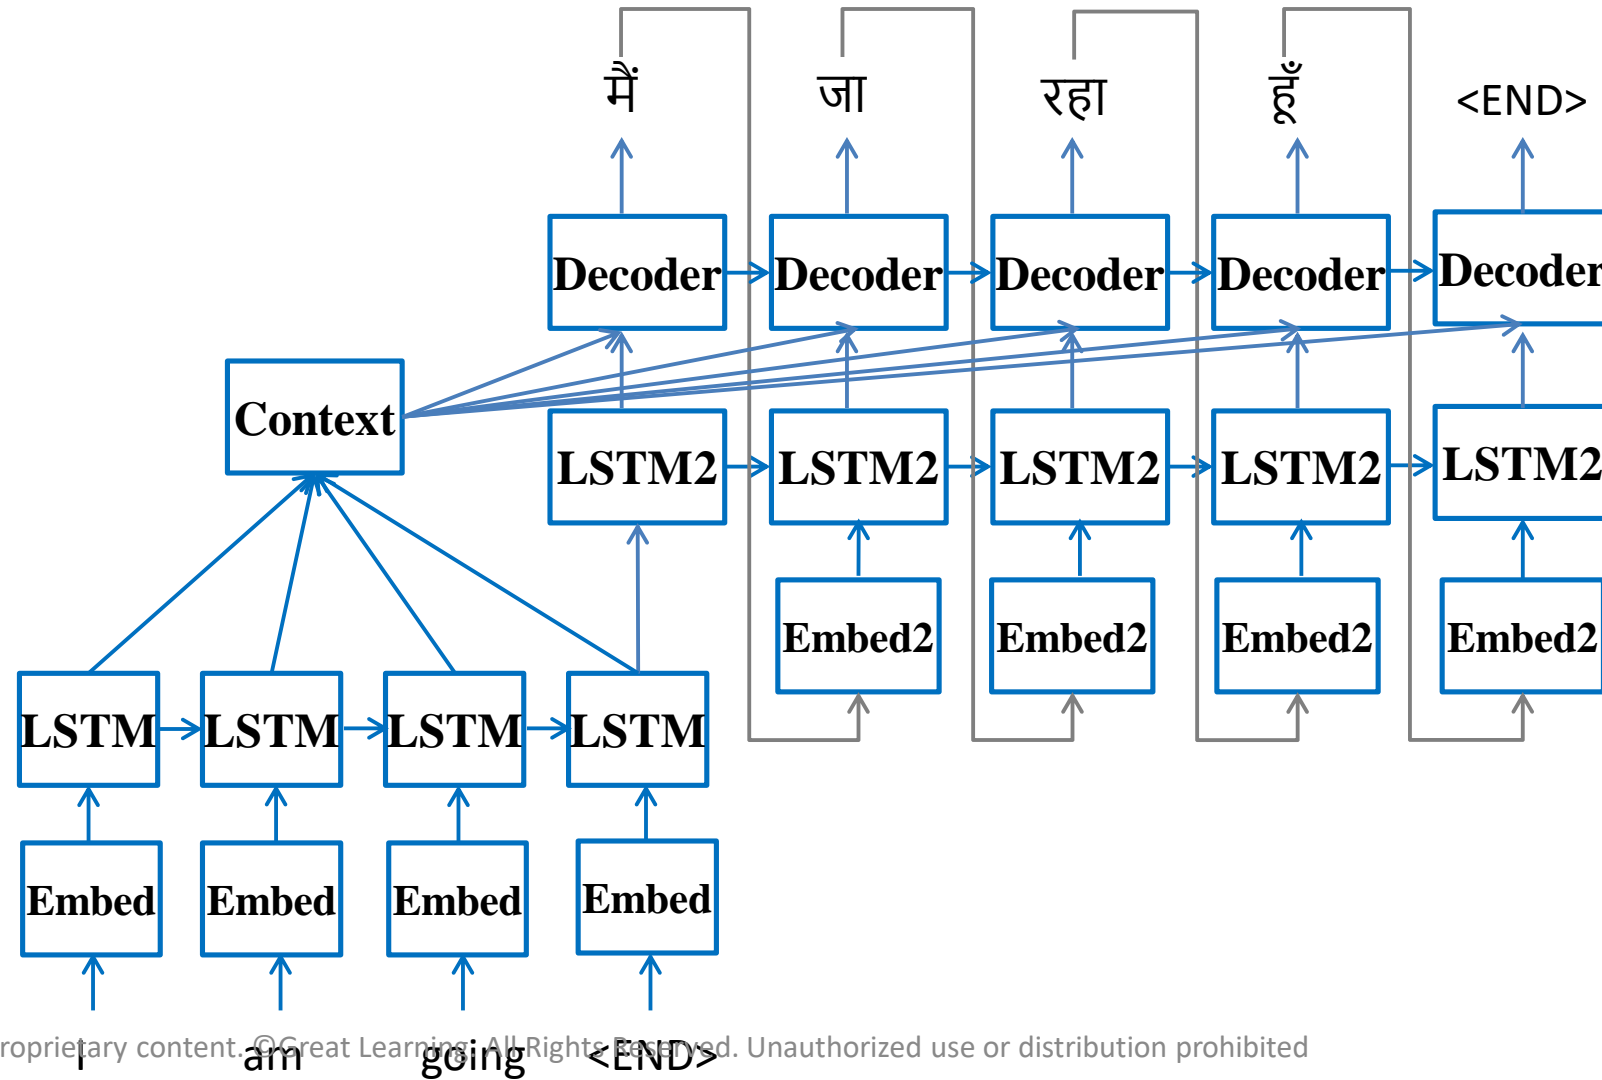 मैं जा रहा हूँ <END>
Decoder Decoder Decoder Decoder Decoder
Context
LSTM2 LSTM2 LSTM2 LSTM2 LSTM2
Embed2 Embed2 Embed2 Embed2
LSTM LSTM LSTM LSTM
Embed Embed Embed Embed
roprietary content. ©Great Learning. All Rights Reserved. Unauthorized use or distribution prohibited
I am going <END>